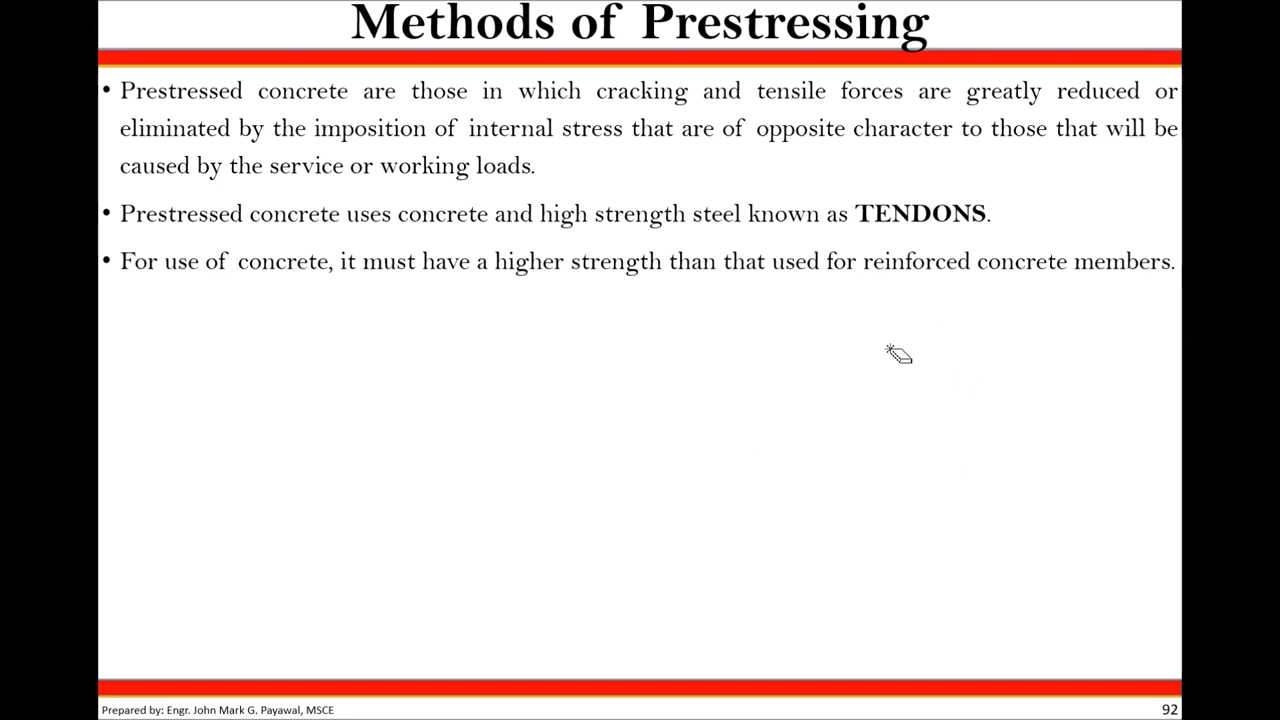 Methods of Prestressing
• Prestressed concrete are those in which cracking and tensile forces are greatly reduced or
eliminated by the imposition of internal stress that are of opposite character to those that will be
caused by the service or working loads.
• Prestressed concrete uses concrete and high strength steel known as TENDONS.
• For use of concrete, it must have a higher strength than that used for reinforced concrete members.
Prepared by: Engr. John Mark G. Payawal, MSCE
92